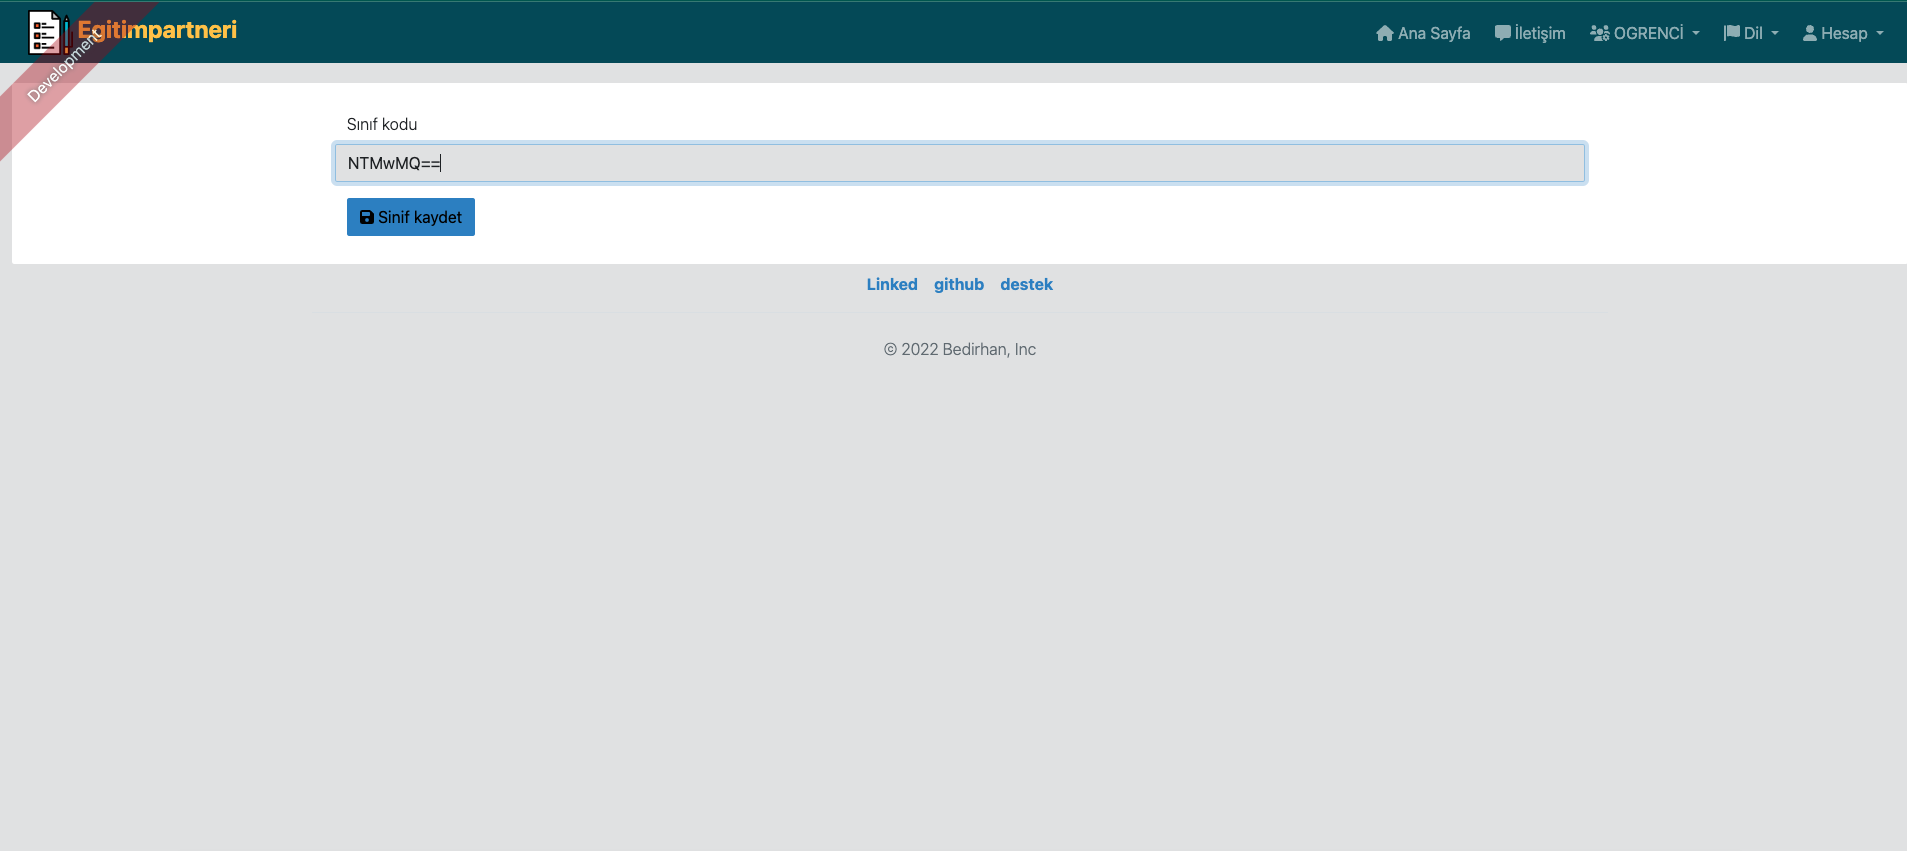 Egitimpartneri
Development
Ana Sayfa
İletişim
OGRENCİ
Dil
Hesap
Sınıf kodu
NTMwMQ==
Sinif kaydet
Linked github destek
© 2022 Bedirhan, Inc